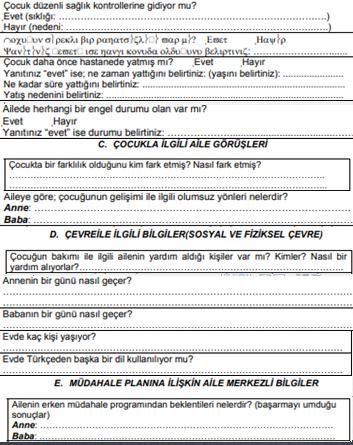 Çocuk düzenli sağlık kontrollerine gidiyor mu?
Evet (sıklığı: ...........................................................................)
Hayır (nedeni: ..........................................................................)
Çocuk daha önce hastanede yatmış mı? Evet Hayır
Yanıtınız “evet” ise; ne zaman yattığını belirtiniz: (yaşını belirtiz): ...................
Ne kadar süre yattığını belirtiniz: ..............................................................
Yatış nedenini belirtiniz: ..............................................................
Ailede herhangi bir engel durumu olan var mı?
Evet Hayır
Yanıtınız “evet” ise durumu belirtiniz: ..............................................................
C. ÇOCUKLA İLGİLİ AİLE GÖRÜŞLERİ
Çocukta bir farklılık olduğunu kim fark etmiş? Nasıl fark etmiş?
..............................................................
..............................................................
Aileye göre; çocuğunun gelişimi ile ilgili olumsuz yönleri nelerdir?
Anne: ..............................................................
Baba: ..............................................................
D. ÇEVREİLE İLGİLİ BİLGİLER(SOSYAL VE FİZİKSEL ÇEVRE)
Çocuğun bakımı ile ilgili ailenin yardım aldığı kişiler var mı? Kimler? Nasıl bir
yardım alıyorlar?..............................................................
Annenin bir günü nasıl geçer?
..............................................................
Babanın bir günü nasıl geçer?
..............................................................
Evde kaç kişi yaşıyor?
..............................................................
Evde Türkçeden başka bir dil kullanılıyor mu?
..............................................................
E. MÜDAHALE PLANINA İLİŞKİN AİLE MERKEZLİ BİLGİLER
Ailenin erken müdahale programından beklentileri nelerdir? (başarmayı umduğu
sonuçlar)
Anne: ..............................................................
Baba: ..............................................................